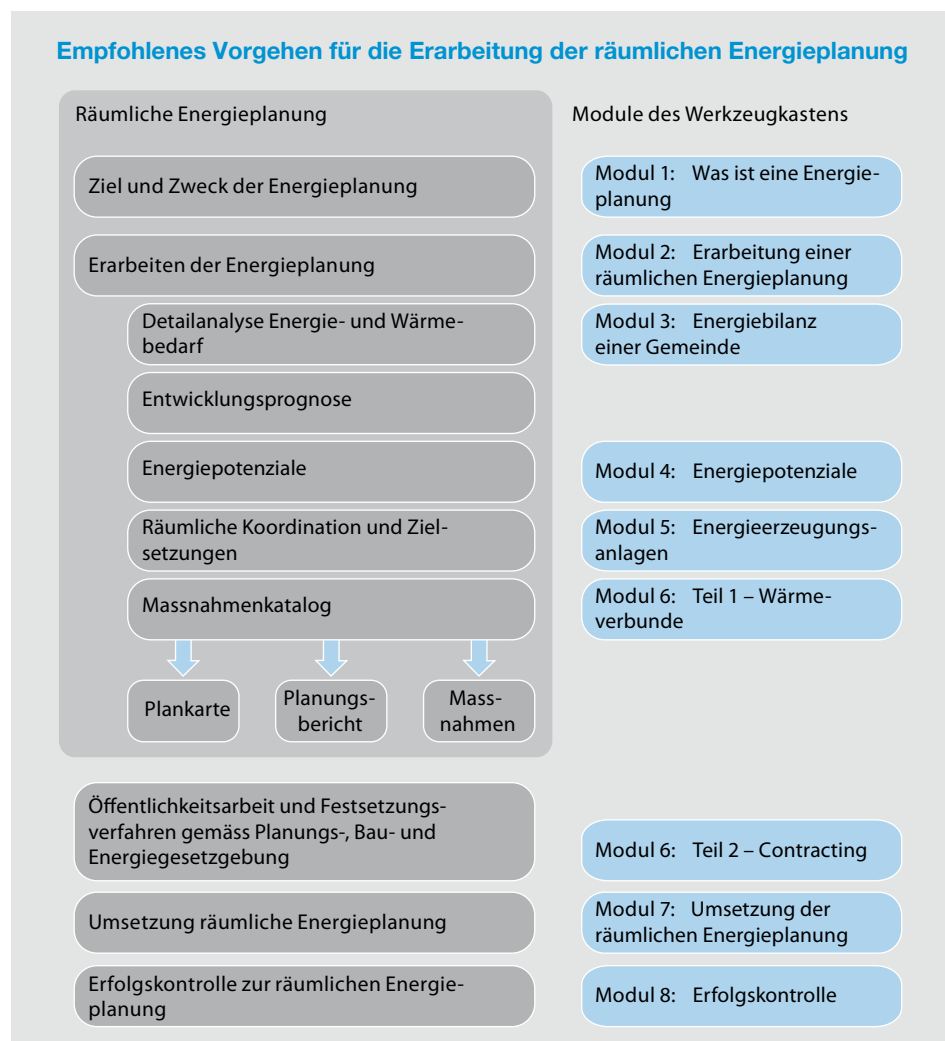 Empfohlenes Vorgehen für die Erarbeitung der räumlichen Energieplanung
Räumliche Energieplanung
Module des Werkzeugkastens
Ziel und Zweck der Energieplanung
Modul 1: Was ist eine Energie-
planung
Erarbeiten der Energieplanung
Modul 2: Erarbeitung einer
räumlichen Energieplanung
Detailanalyse Energie- und Wärme-
bedarf
Modul 3: Energiebilanz
einer Gemeinde
Entwicklungsprognose
Energiepotenziale
Modul 4: Energiepotenziale
Räumliche Koordination und Ziel-
setzungen
Modul 5: Energieerzeugungs-
anlagen
Massnahmenkatalog
Modul 6: Teil 1 – Wärme-
verbunde
Plankarte
Planungs-
bericht
Mass-
nahmen
Öffentlichkeitsarbeit und Festsetzungs-
verfahren gemäss Planungs-, Bau- und
Energiegesetzgebung
Modul 6: Teil 2 – Contracting
Umsetzung räumliche Energieplanung
Modul 7: Umsetzung der
räumlichen Energieplanung
Erfolgskontrolle zur räumlichen Energie-
planung
Modul 8: Erfolgskontrolle